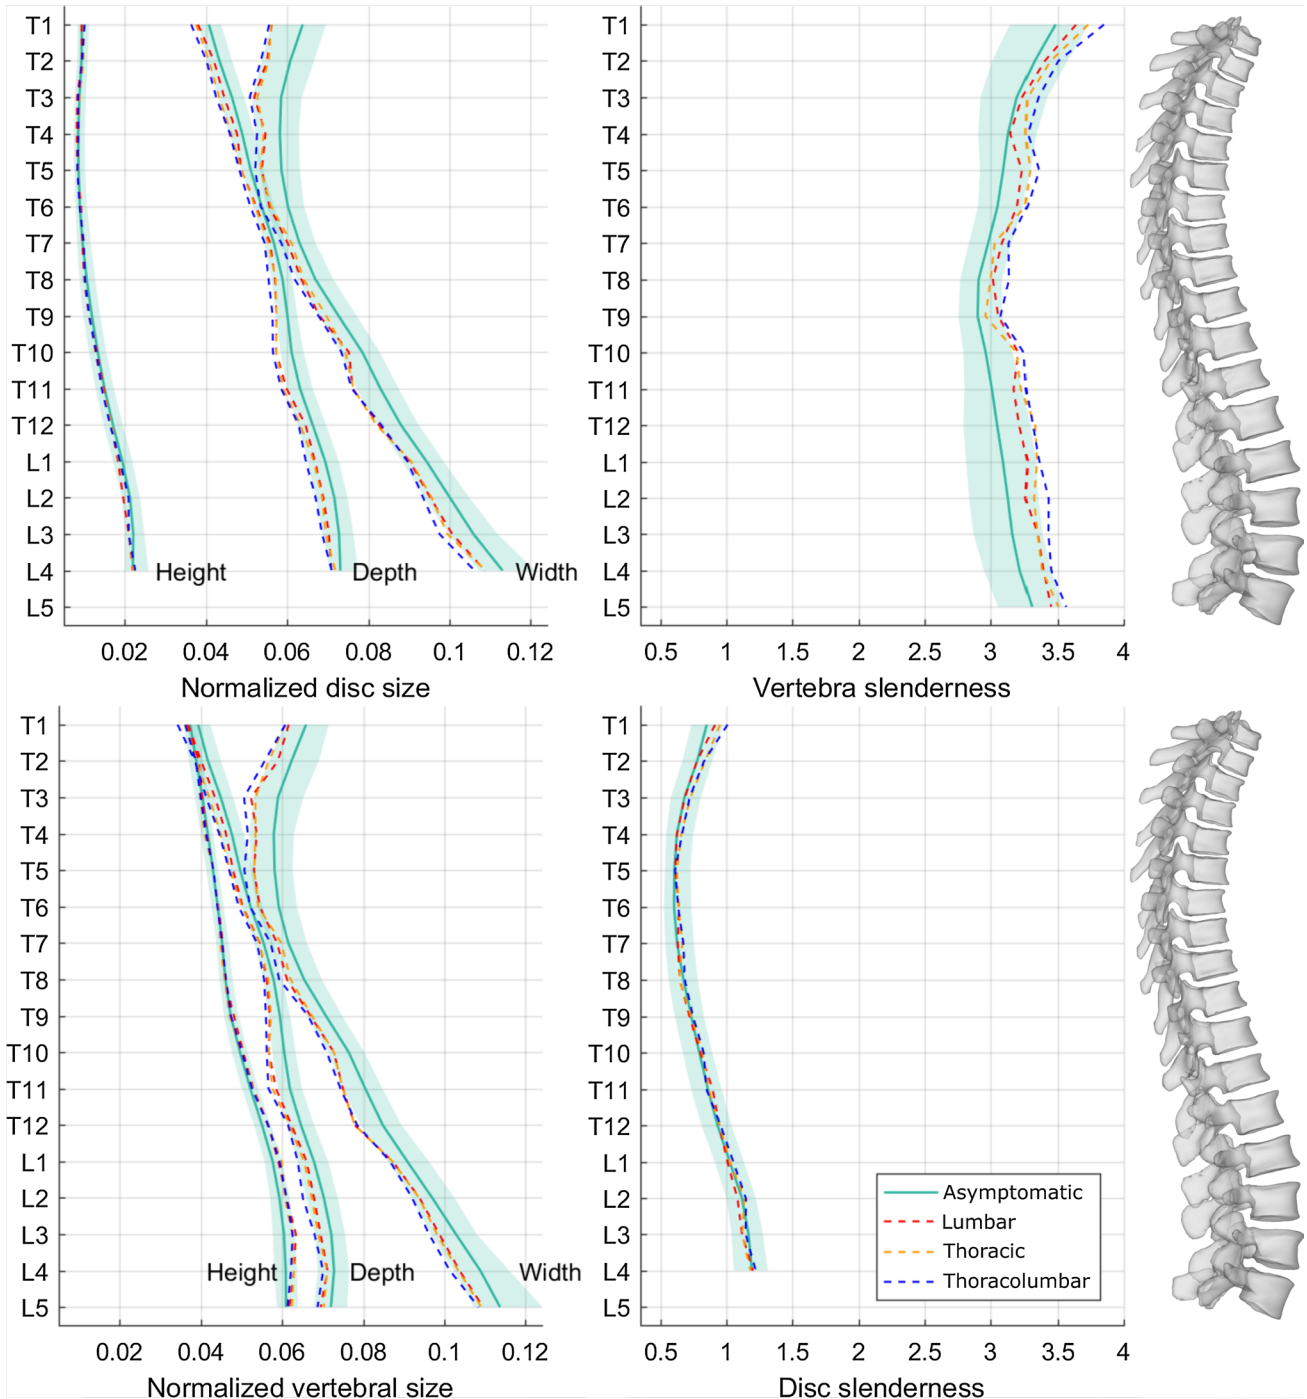 T1
T2
T3
T4
T5
T6
T7
T8
T9
T10
T11
T12
L1
L2
L3
L4
L5
Height
Depth
Width
0.02 0.04 0.06 0.08 0.1 0.12
Normalized disc size
T1
T2
T3
T4
T5
T6
T7
T8
T9
T10
T11
T12
L1
L2
L3
L4
L5
0.5 1 1.5 2 2.5 3 3.5 4
Vertebra slenderness
T1
T2
T3
T4
T5
T6
T7
T8
T9
T10
T11
T12
L1
L2
L3
L4
L5
Height
Depth
Width
0.02 0.04 0.06 0.08 0.1 0.12
Normalized vertebral size
T1
T2
T3
T4
T5
T6
T7
T8
T9
T10
T11
T12
L1
L2
L3
L4
L5
Asymptomatic
Lumbar
Thoracic
Thoracolumbar
0.5 1 1.5 2 2.5 3 3.5 4
Disc slenderness